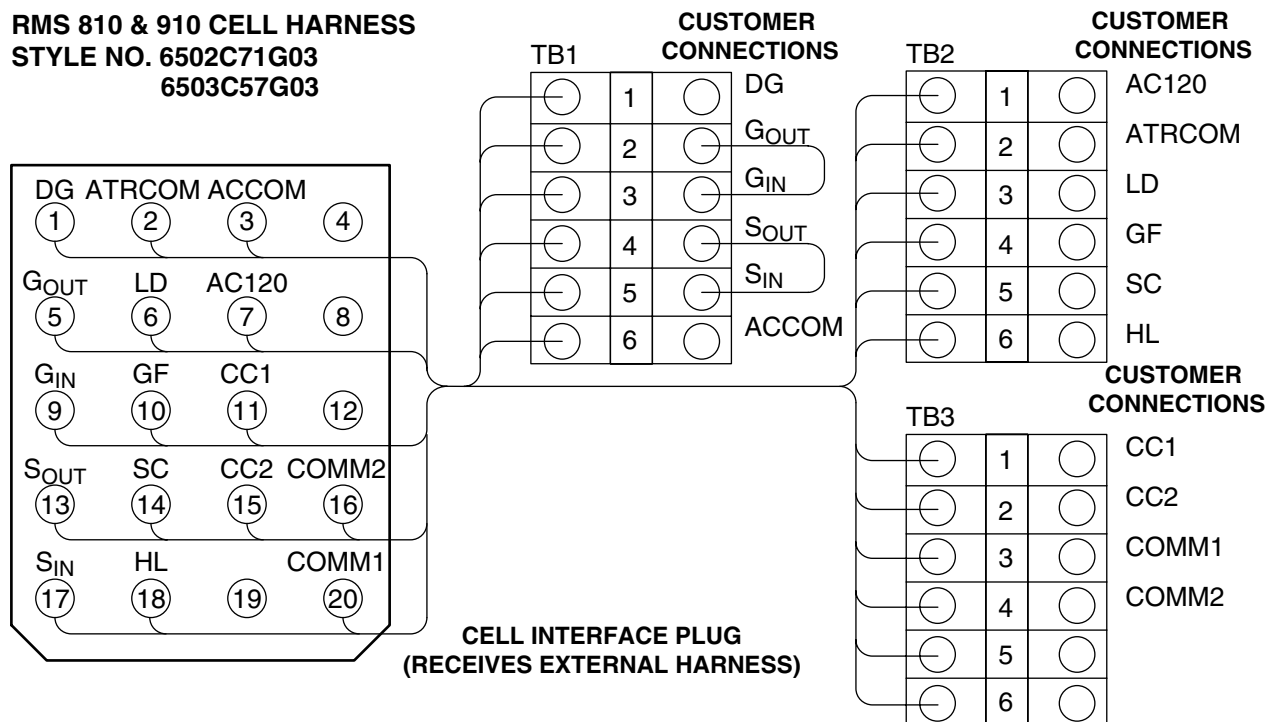 RMS 810 & 910 CELL HARNESS
STYLE NO. 6502C71G03
6503C57G03
DG ATRCOM ACCOM
1 2 3 4
GOUT LD AC120
5 6 7 8
GIN GF CC1
9 10 11 12
SOUT SC CC2 COMM2
13 14 15 16
SIN HL COMM1
17 18 19 20
CELL INTERFACE PLUG
(RECEIVES EXTERNAL HARNESS)
CUSTOMER
CONNECTIONS
TB1
1 DG
2 GOUT
3 GIN
4 SOUT
5 SIN
6 ACCOM
CUSTOMER
CONNECTIONS
TB2
1 AC120
2 ATRCOM
3 LD
4 GF
5 SC
6 HL
CUSTOMER
CONNECTIONS
TB3
1 CC1
2 CC2
3 COMM1
4 COMM2
5
6